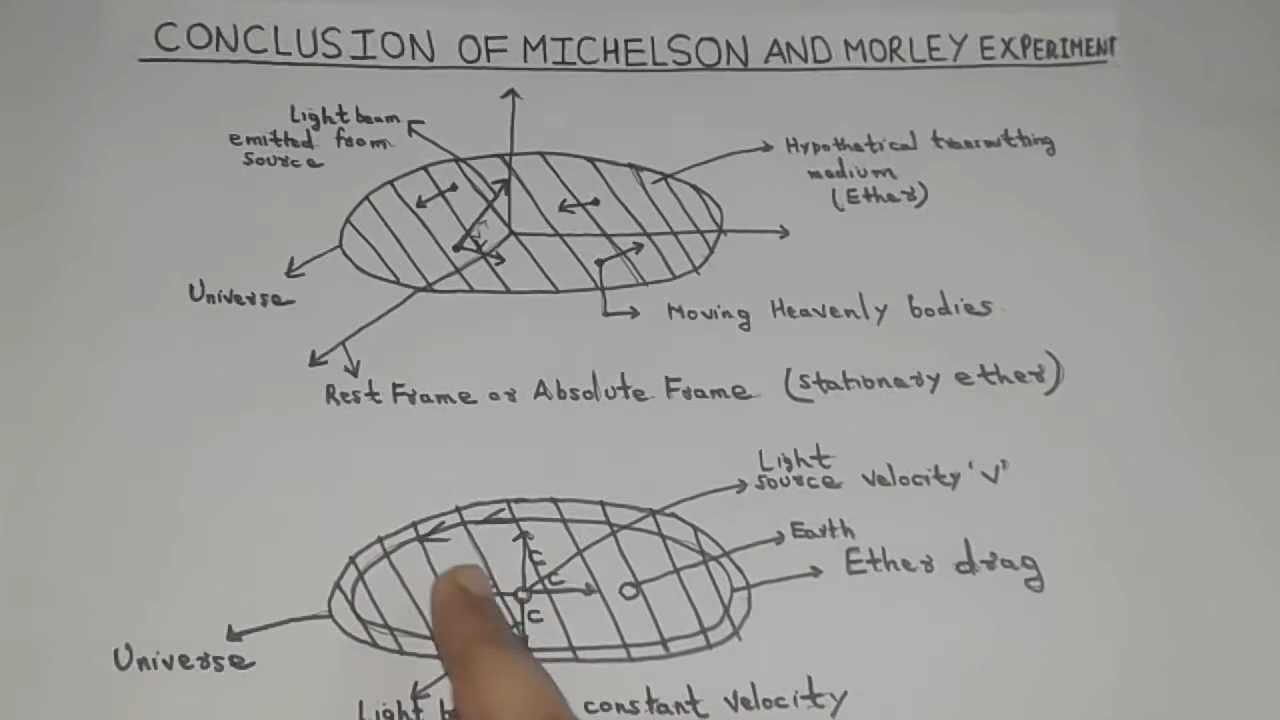 CONCLUSION OF MICHELSON AND MORLEY EXPERIMENT
Light beam
emitted from
source
Hypothetical transmitting
medium
(Ether)
Universe
Moving Heavenly bodies
Rest Frame or Absolute Frame (stationary ether)
Light
source velocity 'v'
Earth
Ether drag
C
C
C
Universe
Light constant velocity